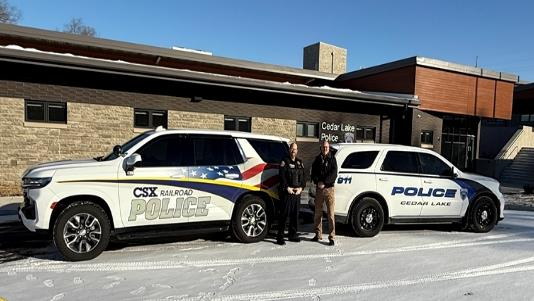 Cedar Lake
Police
CSX RAILROAD
POLICE
911
POLICE
CEDAR LAKE